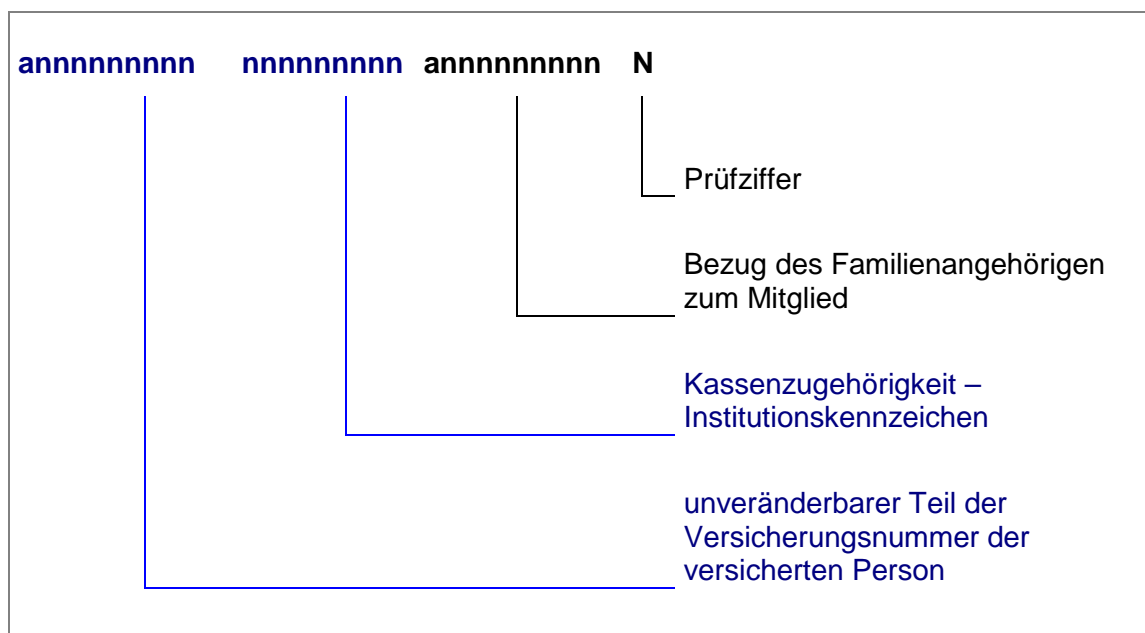 annnnnnnnn nnnnnnnnn annnnnnnnn N
Prüfziffer
Bezug des Familienangehörigen
zum Mitglied
Kassenzugehörigkeit –
Institutionskennzeichen
unveränderbarer Teil der
Versicherungsnummer der
versicherten Person